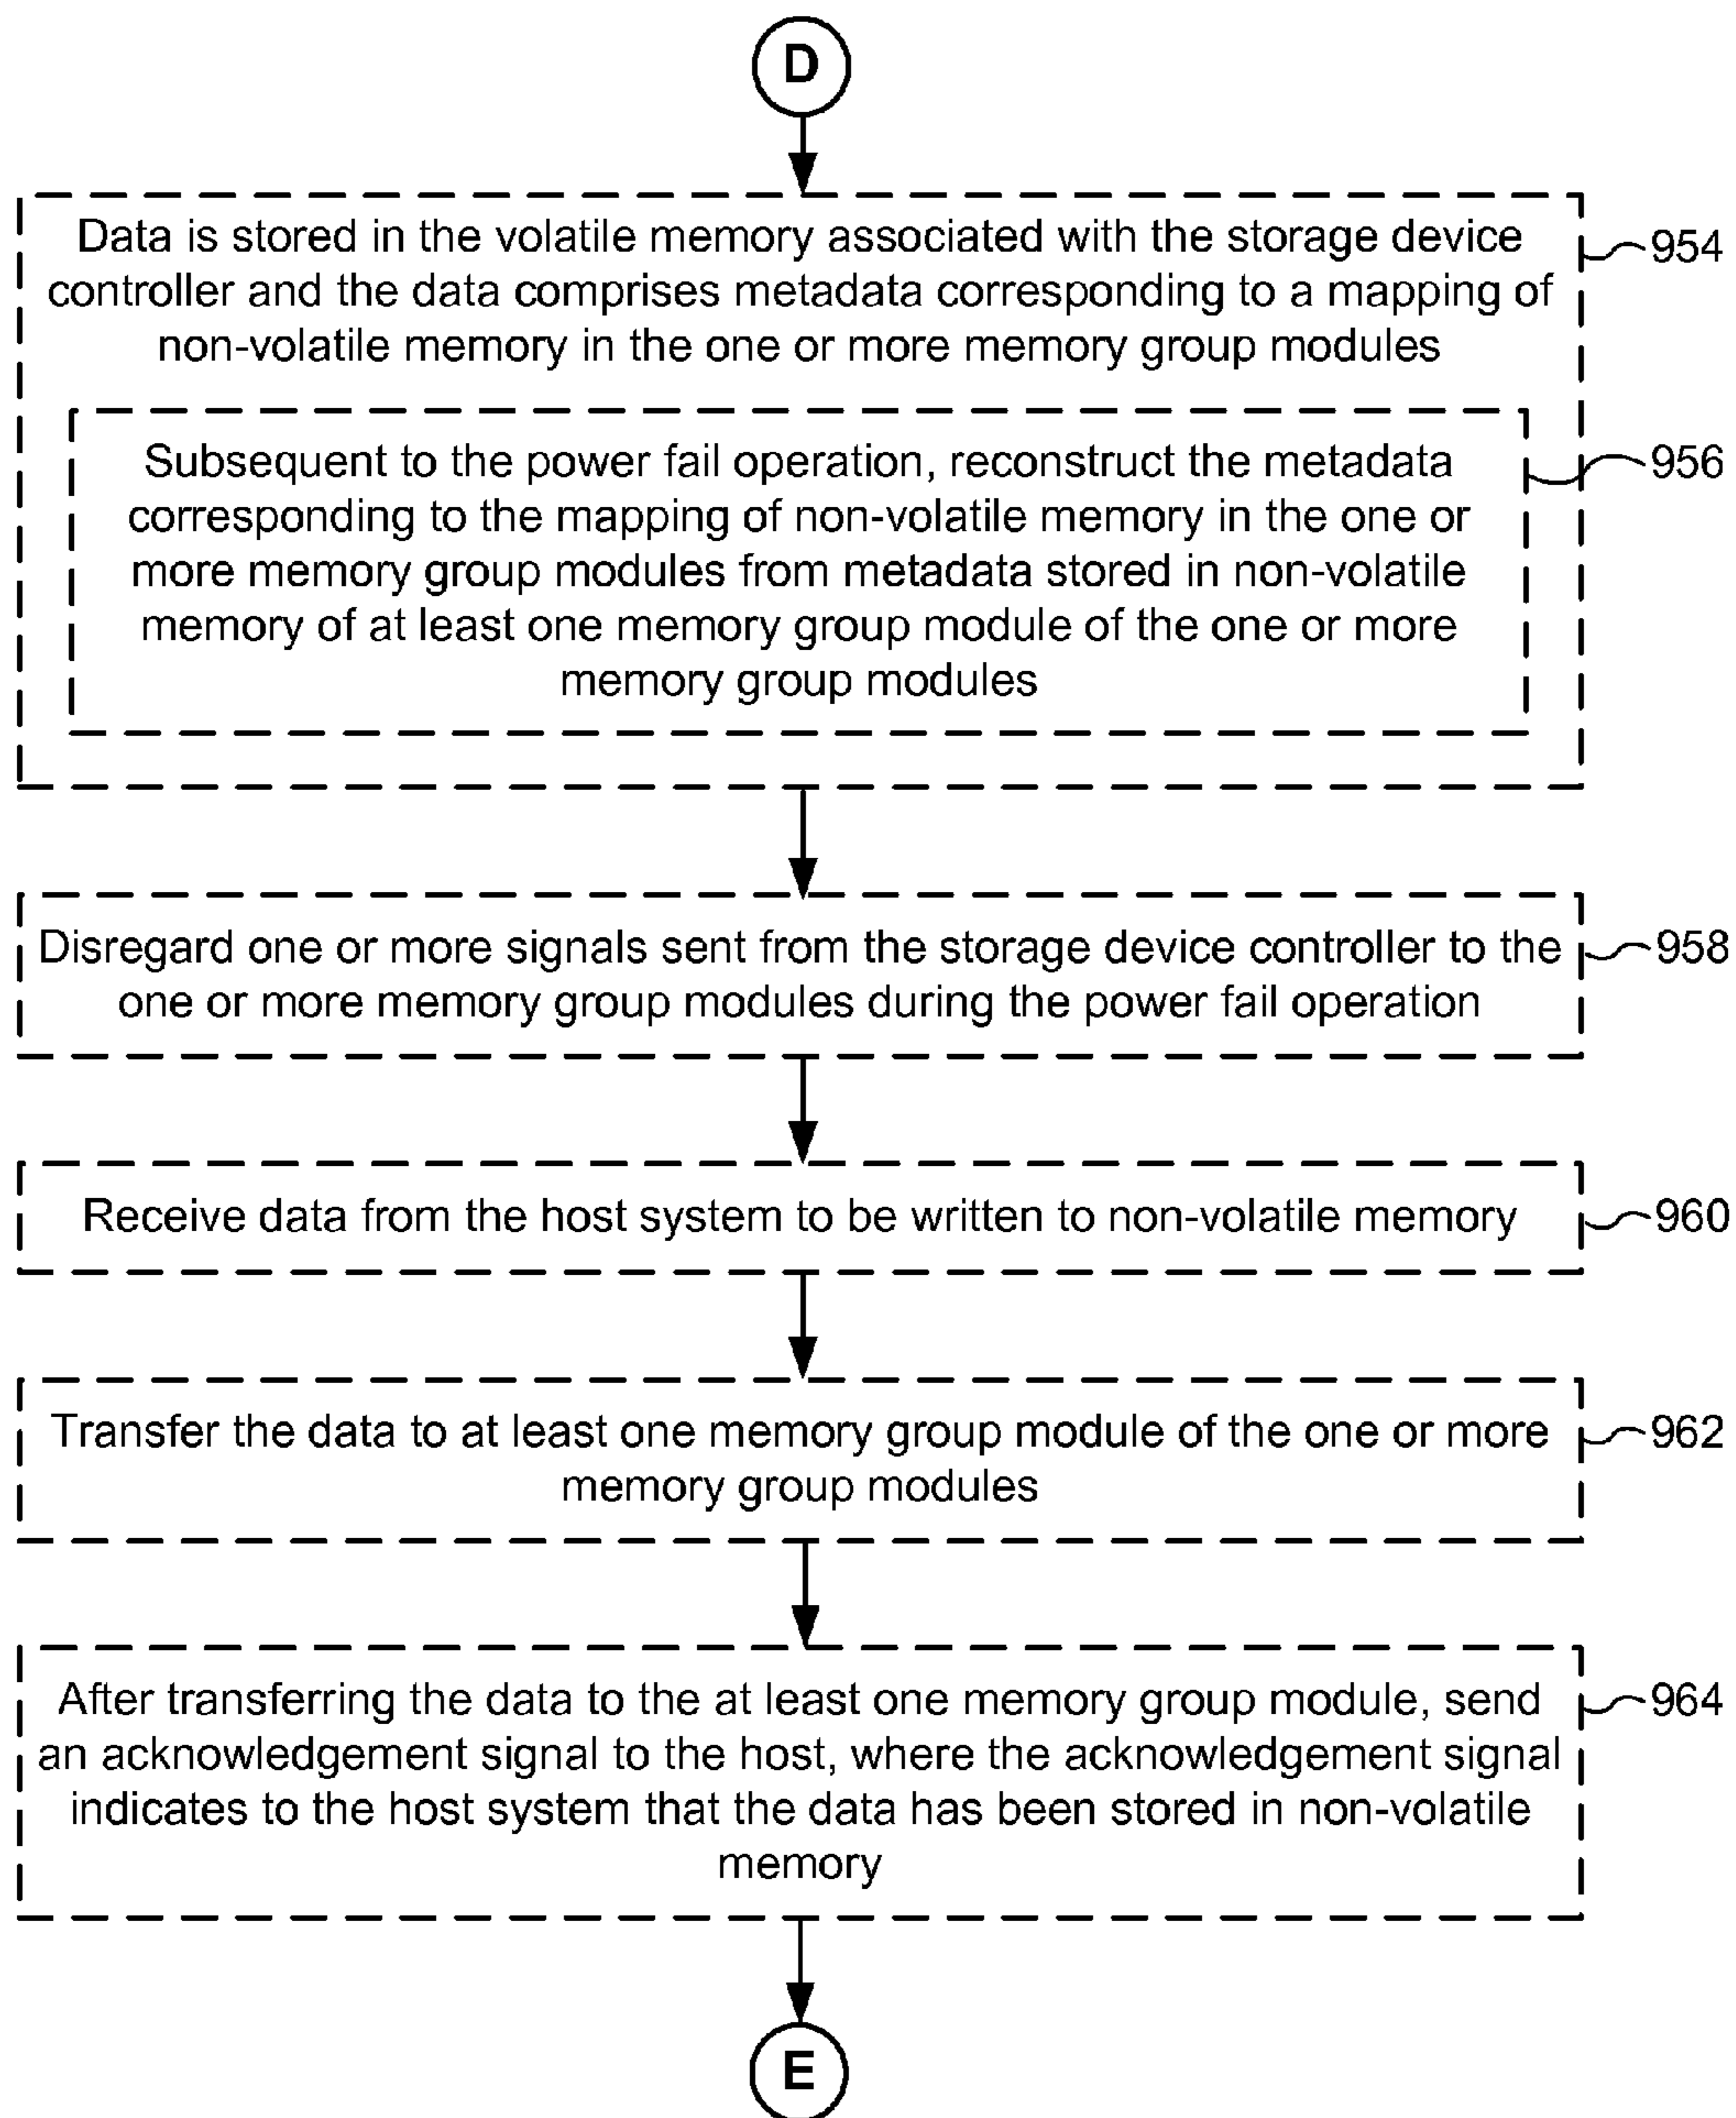 D
Data is stored in the volatile memory associated with the storage device
controller and the data comprises metadata corresponding to a mapping of
non-volatile memory in the one or more memory group modules
954
Subsequent to the power fail operation, reconstruct the metadata
corresponding to the mapping of non-volatile memory in the one or
more memory group modules from metadata stored in non-volatile
memory of at least one memory group module of the one or more
memory group modules
956
Disregard one or more signals sent from the storage device controller to the
one or more memory group modules during the power fail operation
958
Receive data from the host system to be written to non-volatile memory
960
Transfer the data to at least one memory group module of the one or more
memory group modules
962
After transferring the data to the at least one memory group module, send
an acknowledgement signal to the host, where the acknowledgement signal
indicates to the host system that the data has been stored in non-volatile
memory
964
E